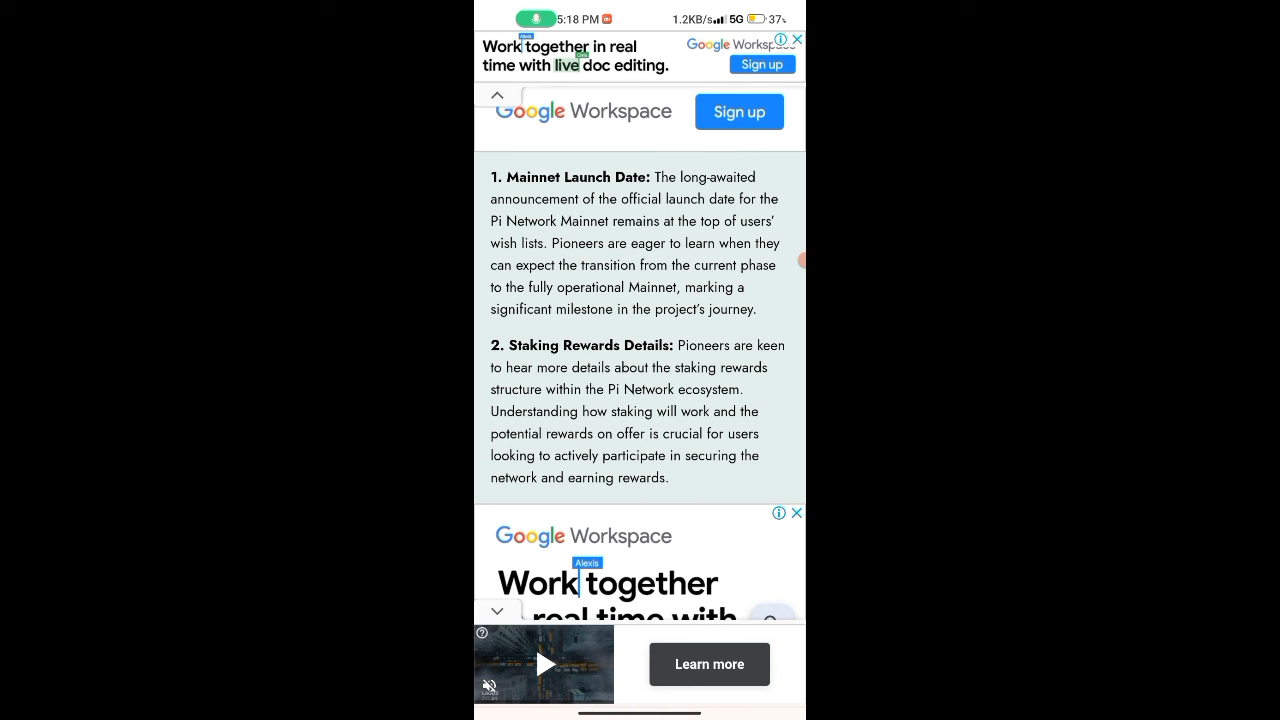 5:18 PM
1.2KB/s 5G 37%
Alexis
Work together in real
time with live doc editing.
Google Workspace
Sign up
Google Workspace
Sign up
1. Mainnet Launch Date: The long-awaited
announcement of the official launch date for the
Pi Network Mainnet remains at the top of users'
wish lists. Pioneers are eager to learn when they
can expect the transition from the current phase
to the fully operational Mainnet, marking a
significant milestone in the project's journey.
2. Staking Rewards Details: Pioneers are keen
to hear more details about the staking rewards
structure within the Pi Network ecosystem.
Understanding how staking will work and the
potential rewards on offer is crucial for users
looking to actively participate in securing the
network and earning rewards.
Google Workspace
Alexis
Work together
real time with
Learn more